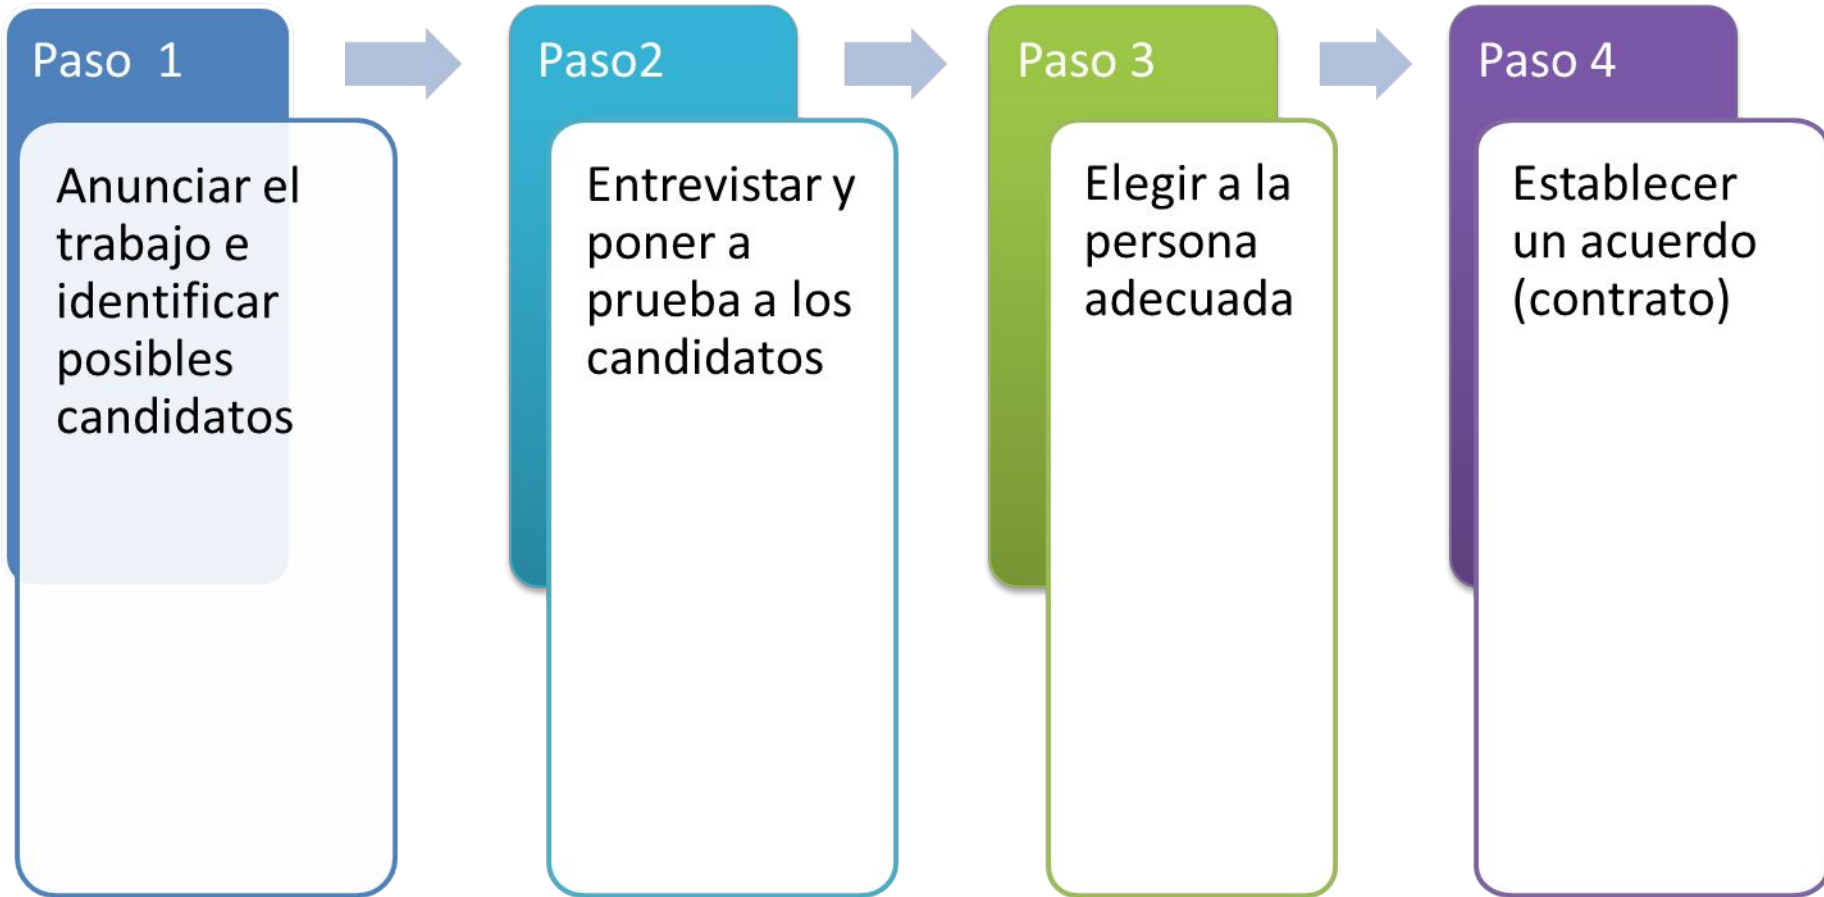 Paso  1
Anunciar el
trabajo e
identificar
posibles
candidatos
Paso2
Entrevistar y
poner a
prueba a los
candidatos
Paso 3
Elegir a la
persona
adecuada
Paso 4
Establecer
un acuerdo
(contrato)